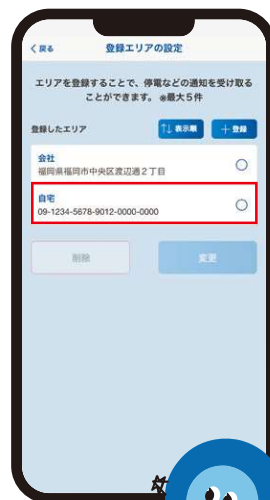 戻る
登録エリアの設定
エリアを登録することで、停電などの通知を受け取る
ことができます。※最大5件
登録したエリア
表示順
登録
会社
福岡県福岡市中央区渡辺通2丁目
自宅
09-1234-5678-9012-0000-0000
削除
変更